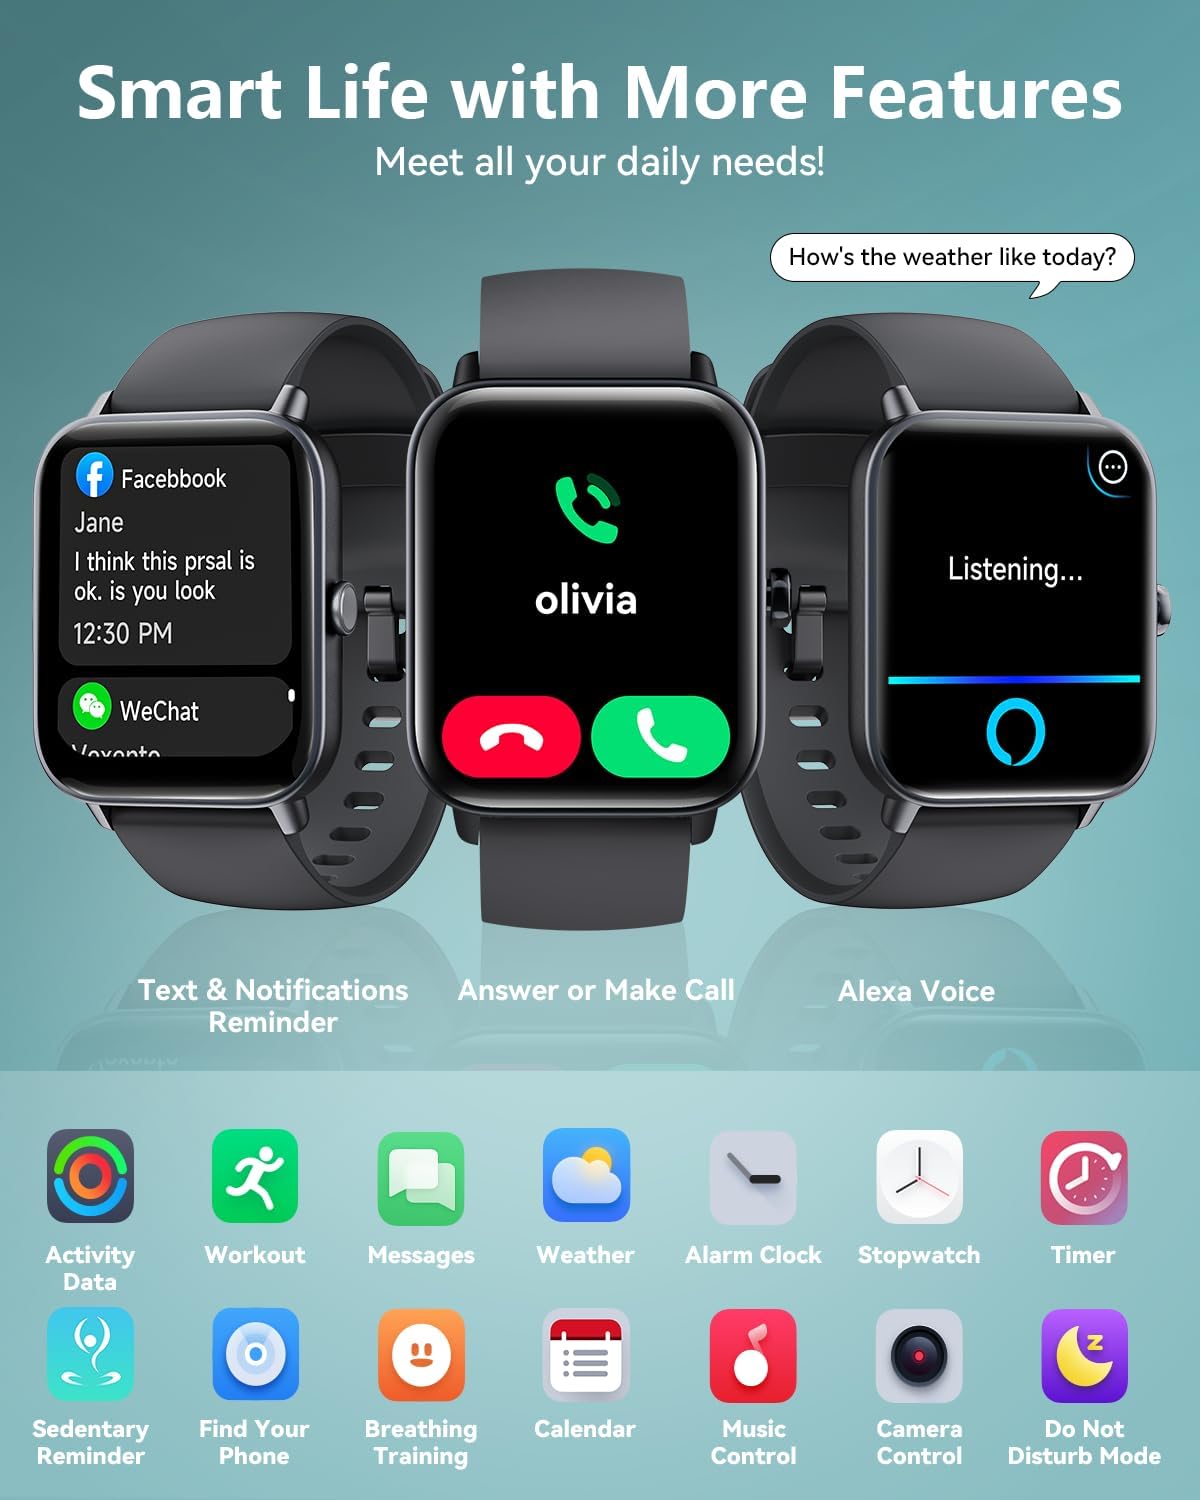 Smart Life with More Features
Meet all your daily needs!
How's the weather like today?
Facebbook
Jane
I think this prsal is
ok. is you look
12:30 PM
WeChat
olivia
Listening...
Text & Notifications
Reminder
Answer or Make Call
Alexa Voice
Activity
Data
Workout
Messages
Weather
Alarm Clock
Stopwatch
Timer
Sedentary
Reminder
Find Your
Phone
Breathing
Training
Calendar
Music
Control
Camera
Control
Do Not
Disturb Mode
z